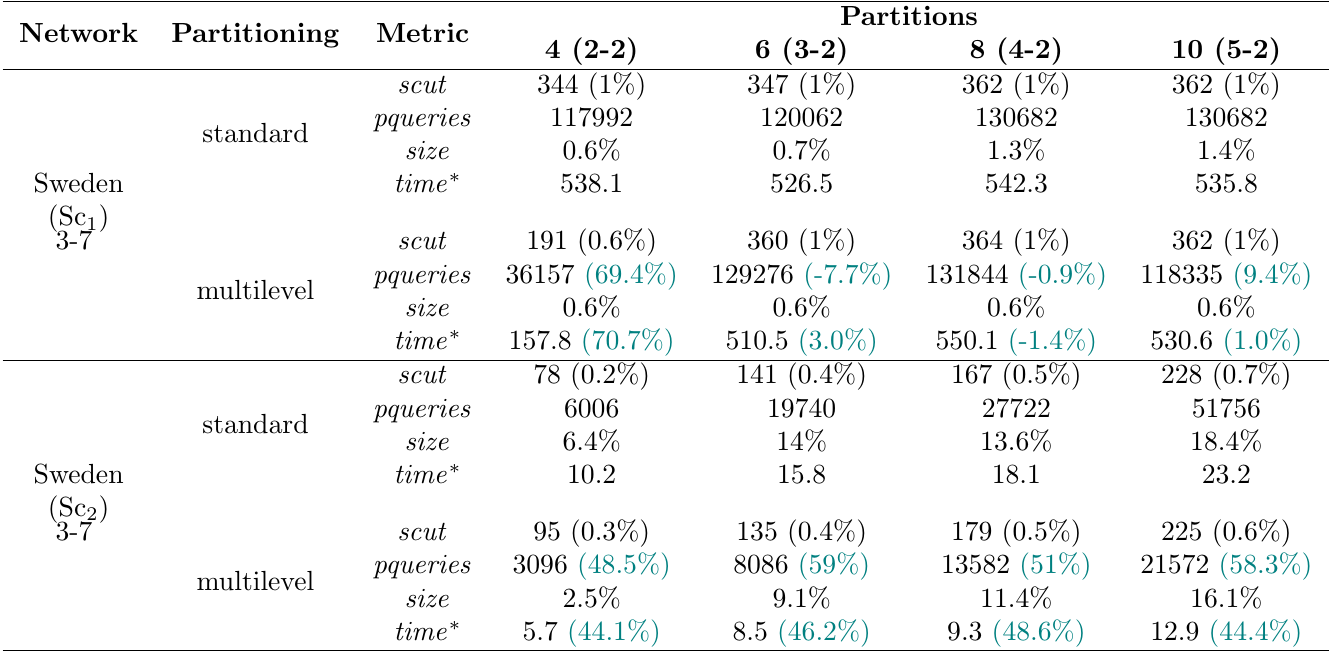 Network Partitioning Metric Partitions
4 (2-2) 6 (3-2) 8 (4-2) 10 (5-2)
scut 344 (1%) 347 (1%) 362 (1%) 362 (1%)
pqueries 117992 120062 130682 130682
standard
size 0.6% 0.7% 1.3% 1.4%
Sweden time* 538.1 526.5 542.3 535.8
(Sc₁)
3-7 scut 191 (0.6%) 360 (1%) 364 (1%) 362 (1%)
pqueries 36157 (69.4%) 129276 (-7.7%) 131844 (-0.9%) 118335 (9.4%)
multilevel
size 0.6% 0.6% 0.6% 0.6%
time* 157.8 (70.7%) 510.5 (3.0%) 550.1 (-1.4%) 530.6 (1.0%)
scut 78 (0.2%) 141 (0.4%) 167 (0.5%) 228 (0.7%)
pqueries 6006 19740 27722 51756
standard
size 6.4% 14% 13.6% 18.4%
Sweden time* 10.2 15.8 18.1 23.2
(Sc₂)
3-7 scut 95 (0.3%) 135 (0.4%) 179 (0.5%) 225 (0.6%)
pqueries 3096 (48.5%) 8086 (59%) 13582 (51%) 21572 (58.3%)
multilevel
size 2.5% 9.1% 11.4% 16.1%
time* 5.7 (44.1%) 8.5 (46.2%) 9.3 (48.6%) 12.9 (44.4%)